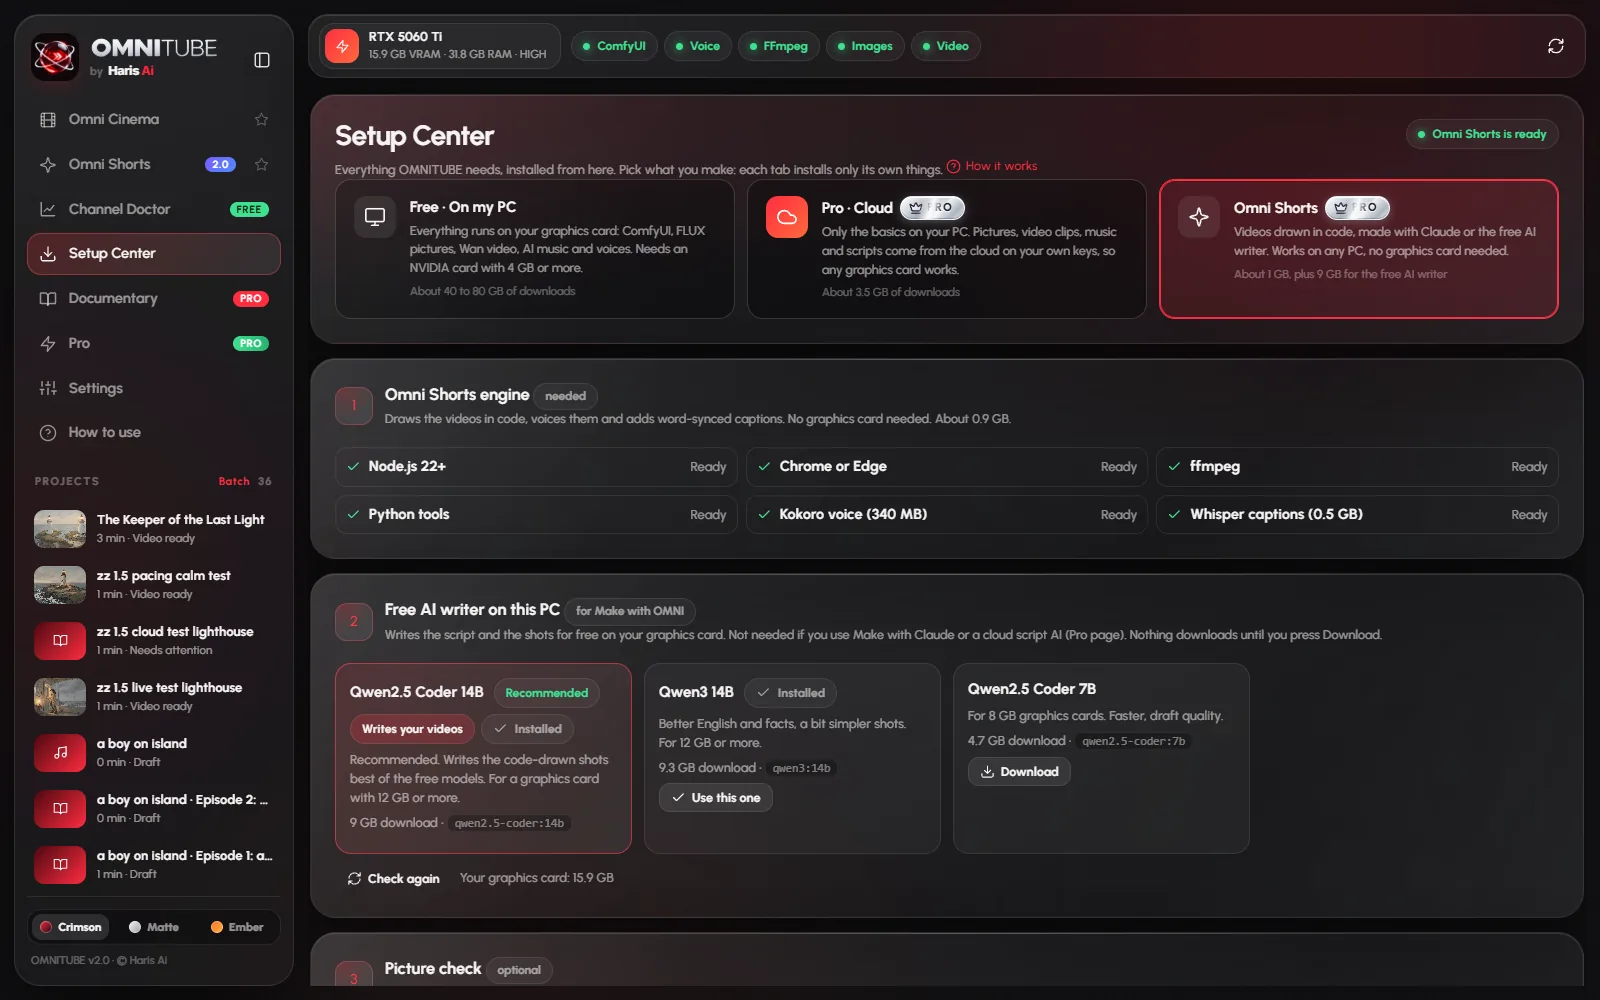 OMNITUBE
by Haris Ai
Omni Cinema
Omni Shorts 2.0
Channel Doctor FREE
Setup Center
Documentary PRO
Pro PRO
Settings
How to use
PROJECTS Batch 36
The Keeper of the Last Light
3 min · Video ready
zz 1.5 pacing calm test
1 min · Video ready
zz 1.5 cloud test lighthouse
1 min · Needs attention
zz 1.5 live test lighthouse
1 min · Video ready
a boy on island
0 min · Draft
a boy on island · Episode 2: ...
0 min · Draft
a boy on island · Episode 1: a...
1 min · Draft
Crimson Matte Ember
OMNITUBE v2.0 · © Haris Ai
RTX 5060 Ti
15.9 GB VRAM · 31.8 GB RAM · HIGH
ComfyUI Voice FFmpeg Images Video
Setup Center
Omni Shorts is ready
Everything OMNITUBE needs, installed from here. Pick what you make: each tab installs only its own things. How it works
Free · On my PC
Everything runs on your graphics card: ComfyUI, FLUX
pictures, Wan video, AI music and voices. Needs an
NVIDIA card with 4 GB or more.
About 40 to 80 GB of downloads
Pro · Cloud PRO
Only the basics on your PC. Pictures, video clips, music
and scripts come from the cloud on your own keys, so
any graphics card works.
About 3.5 GB of downloads
Omni Shorts PRO
Videos drawn in code, made with Claude or the free AI
writer. Works on any PC, no graphics card needed.
About 1 GB, plus 9 GB for the free AI writer
1
Omni Shorts engine needed
Draws the videos in code, voices them and adds word-synced captions. No graphics card needed. About 0.9 GB.
Node.js 22+ Ready
Chrome or Edge Ready
ffmpeg Ready
Python tools Ready
Kokoro voice (340 MB) Ready
Whisper captions (0.5 GB) Ready
2
Free AI writer on this PC for Make with OMNI
Writes the script and the shots for free on your graphics card. Not needed if you use Make with Claude or a cloud script AI (Pro page). Nothing downloads until you press Download.
Qwen2.5 Coder 14B Recommended
Writes your videos Installed
Recommended. Writes the code-drawn shots
best of the free models. For a graphics card
with 12 GB or more.
9 GB download · qwen2.5-coder:14b
Qwen3 14B Installed
Better English and facts, a bit simpler shots.
For 12 GB or more.
9.3 GB download · qwen3:14b
Use this one
Qwen2.5 Coder 7B
For 8 GB graphics cards. Faster, draft quality.
4.7 GB download · qwen2.5-coder:7b
Download
Check again Your graphics card: 15.9 GB
3
Picture check optional